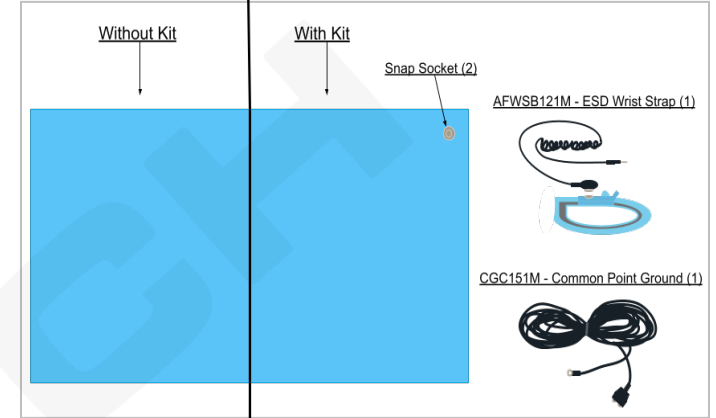 Without Kit
With Kit
Snap Socket (2)
AFWSB121M - ESD Wrist Strap (1)
CGC151M - Common Point Ground (1)